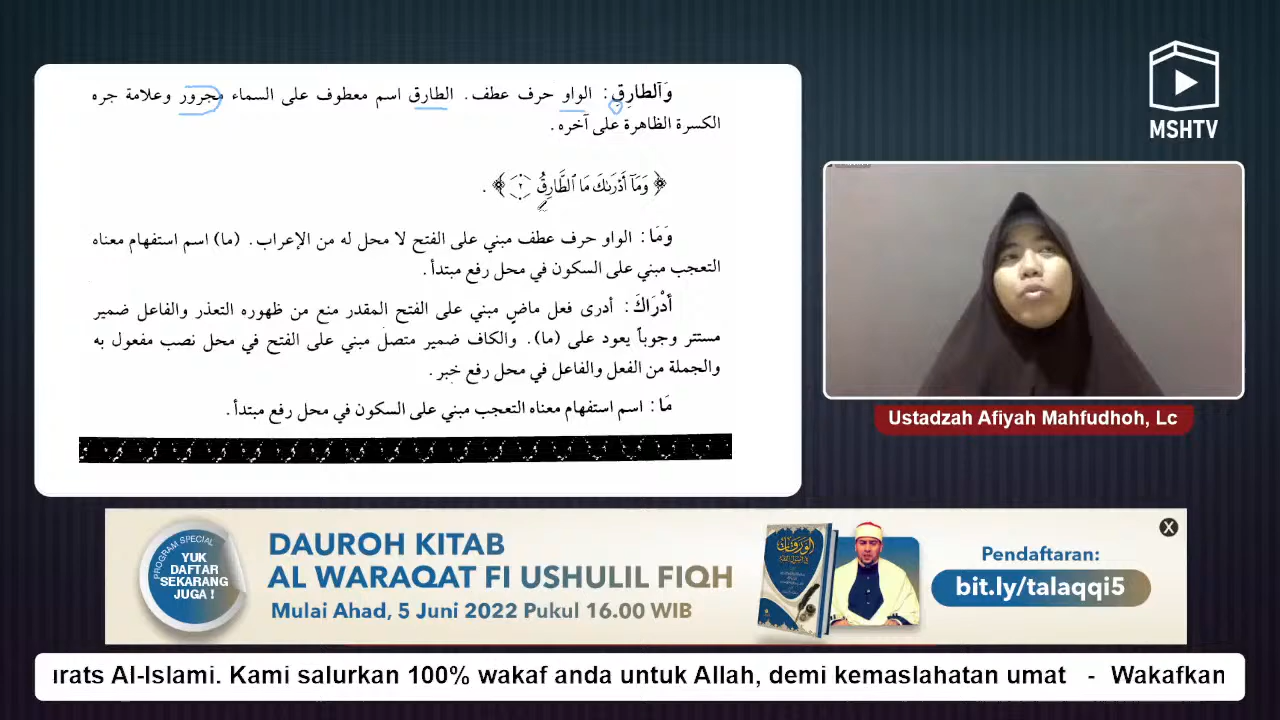 وَٱلطارِقِ: الواو حرف عطف. الطارق اسم معطوف على السماء مجرور وعلامة جره
الكسرة الظاهرة على آخره.
﴿وَمَآ أَدْرَىٰكَ مَا ٱلطَّارِقُ ٢﴾.
وَمَا: الواو حرف عطف مبني على الفتح لا محل له من الإعراب. (ما) اسم استفهام معناه
التعجب مبني على السكون في محل رفع مبتدأ.
أَدْرَاكَ: أدرى فعل ماضٍ مبني على الفتح المقدر منع من ظهوره التعذر والفاعل ضمير
مستتر وجوباً يعود على (ما). والكاف ضمير متصل مبني على الفتح في محل نصب مفعول به
والجملة من الفعل والفاعل في محل رفع خبر.
مَا: اسم استفهام معناه التعجب مبني على السكون في محل رفع مبتدأ.
MSHTV
Ustadzah Afiyah Mahfudhoh, Lc
PROGRAM SPECIAL
YUK
DAFTAR
SEKARANG
JUGA !
DAUROH KITAB
AL WARAQAT FI USHULIL FIQH
Mulai Ahad, 5 Juni 2022 Pukul 16.00 WIB
الورقات
Pendaftaran:
bit.ly/talaqqi5
X
ırats Al-Islami. Kami salurkan 100% wakaf anda untuk Allah, demi kemaslahatan umat - Wakafkan